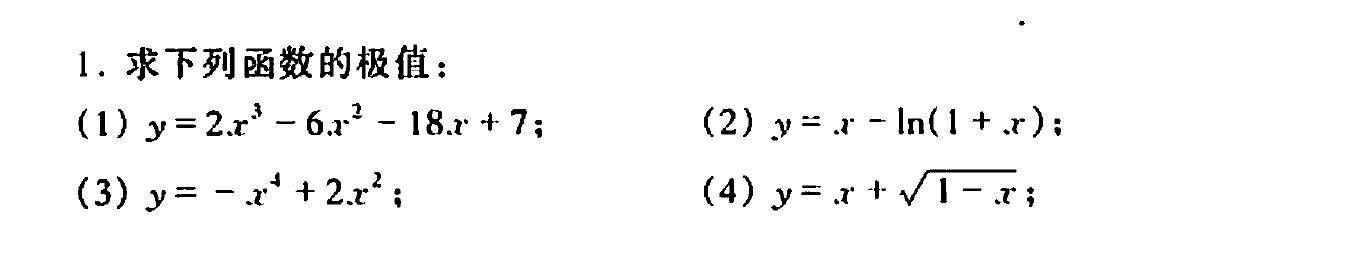 1. 求下列函数的极值：
(1) y = 2x³ - 6x² - 18x + 7； (2) y = x - ln(1 + x)；
(3) y = - x⁴ + 2x²； (4) y = x + √(1 - x)；